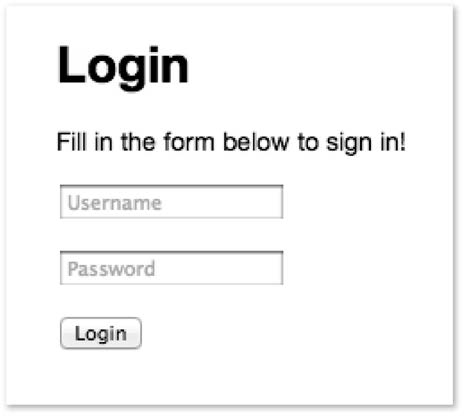 Login
Fill in the form below to sign in!
Username
Password
Login